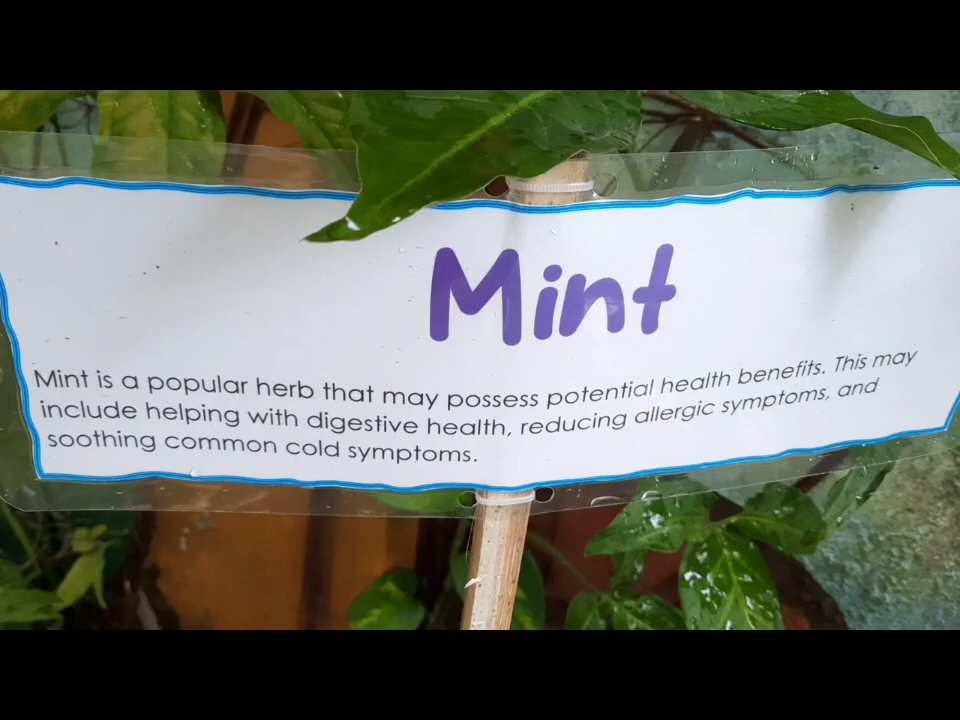 Mint
Mint is a popular herb that may possess potential health benefits. This may
include helping with digestive health, reducing allergic symptoms, and
soothing common cold symptoms.